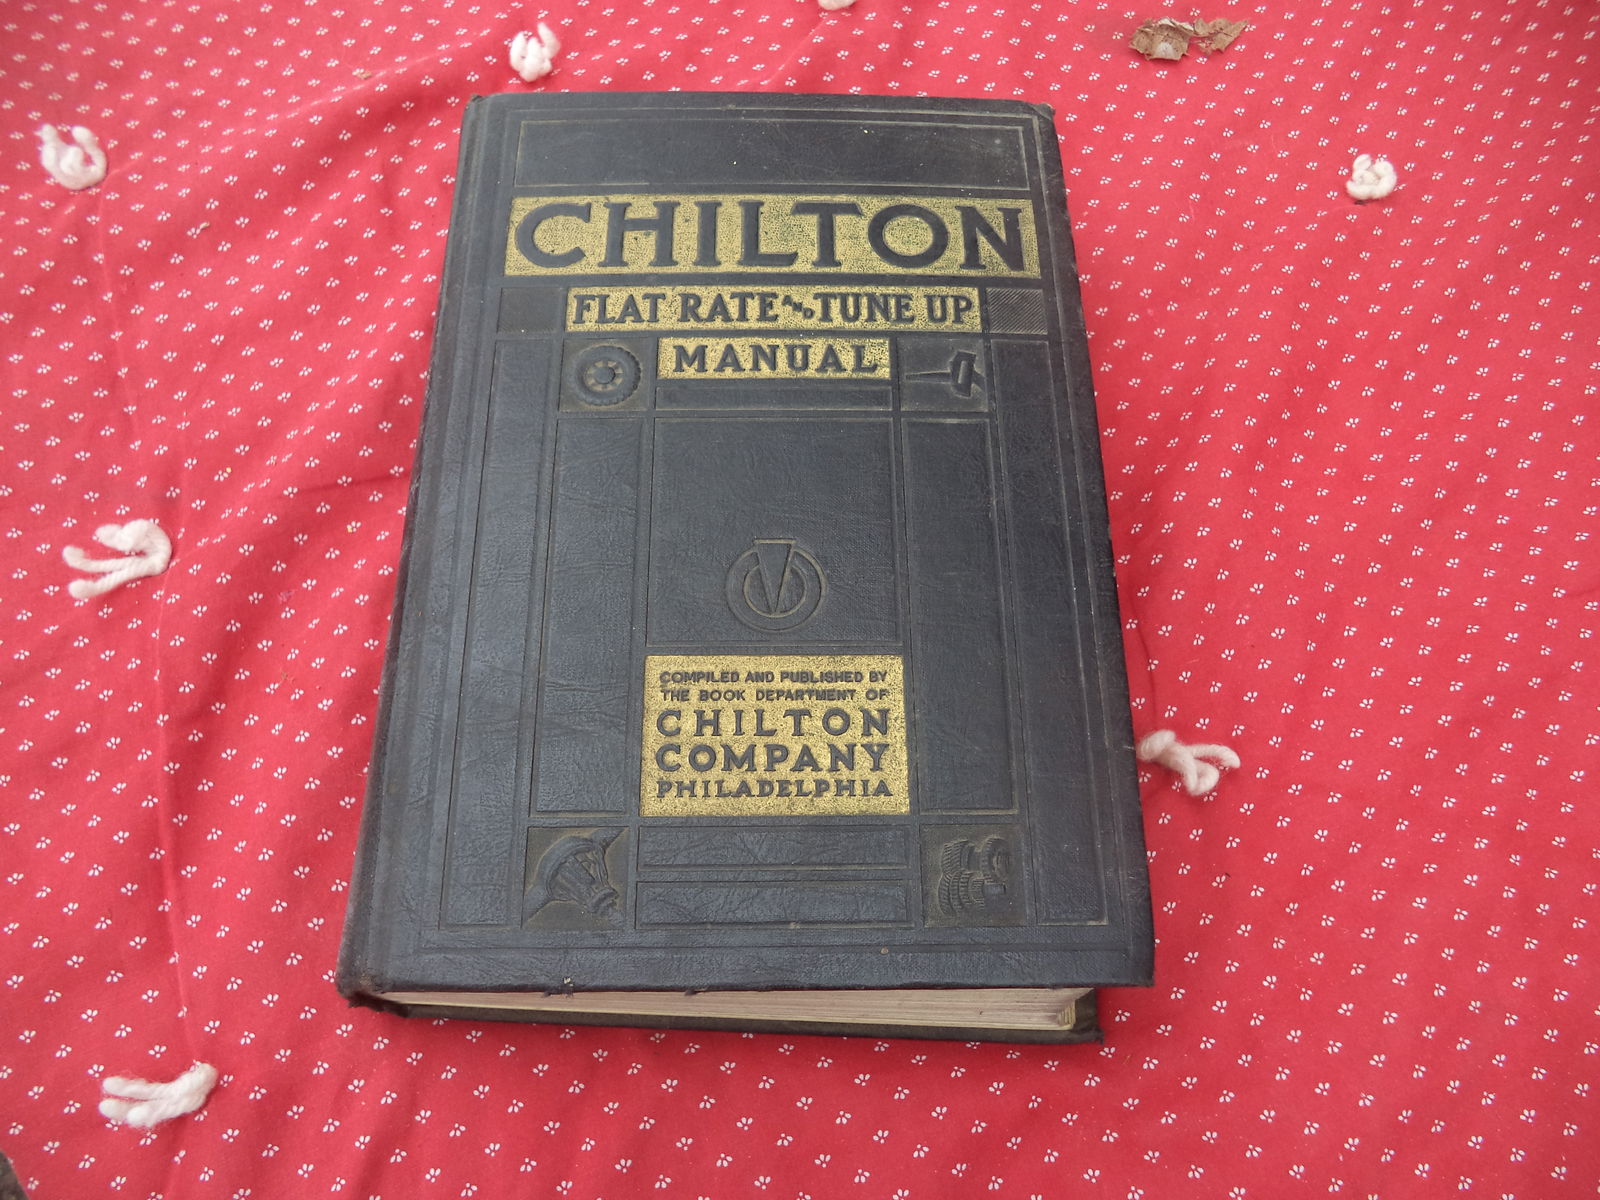 CHILTON
FLAT RATE AND TUNE UP
MANUAL
COMPILED AND PUBLISHED BY
THE BOOK DEPARTMENT OF
CHILTON
COMPANY
PHILADELPHIA